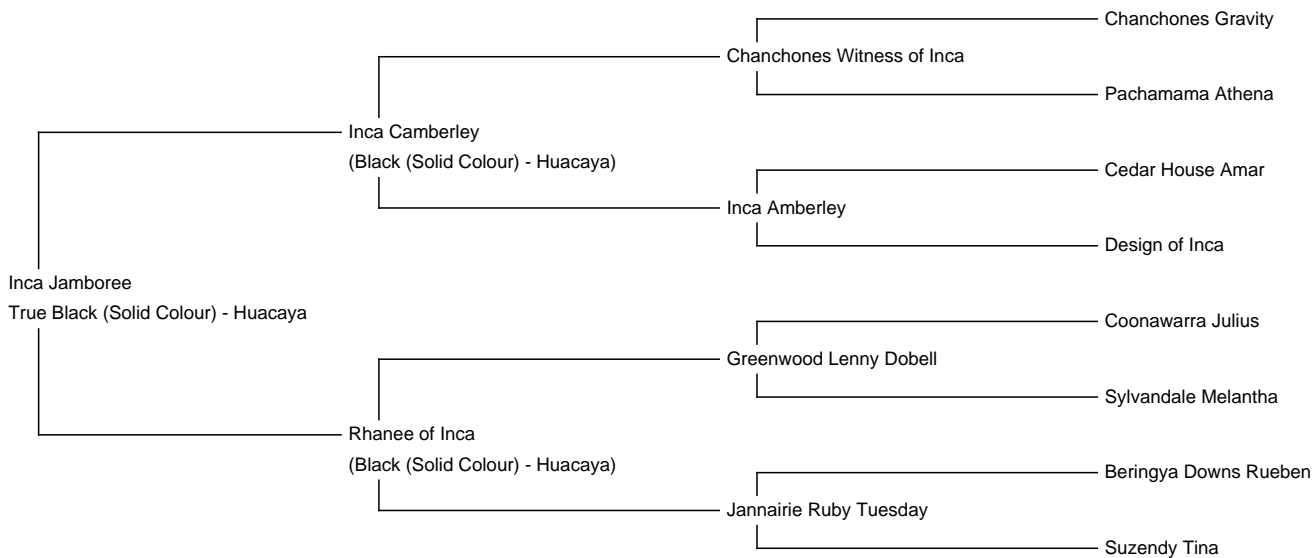 Chanchones Gravity
Chanchones Witness of Inca
Pachamama Athena
Inca Camberley
(Black (Solid Colour) - Huacaya)
Cedar House Amar
Inca Amberley
Design of Inca
Inca Jamboree
True Black (Solid Colour) - Huacaya
Coonawarra Julius
Greenwood Lenny Dobell
Sylvandale Melantha
Rhanee of Inca
(Black (Solid Colour) - Huacaya)
Beringya Downs Rueben
Jannairie Ruby Tuesday
Suzendy Tina